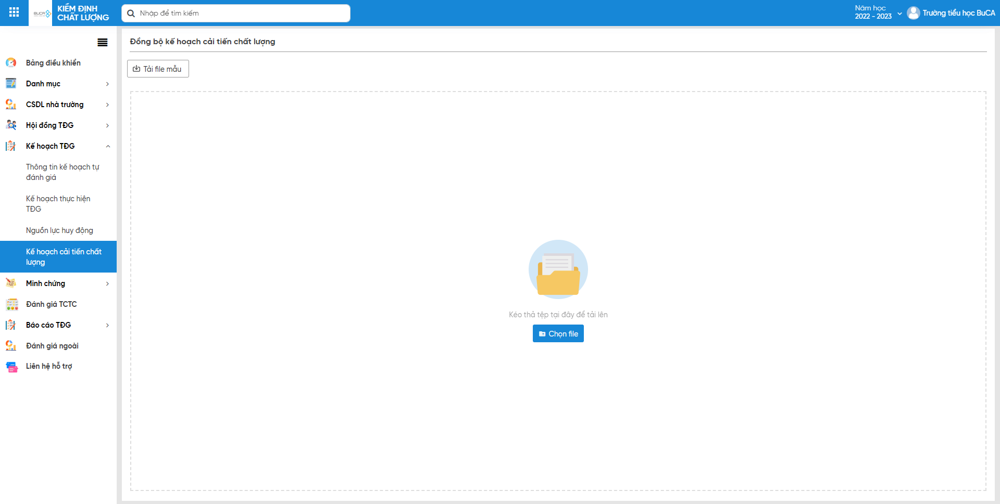 BUCA
KIỂM ĐỊNH
CHẤT LƯỢNG
Nhập để tìm kiếm
Năm học
2022 - 2023
Trường tiểu học BuCA
Bảng điều khiển
Danh mục
CSDL nhà trường
Hội đồng TĐG
Kế hoạch TĐG
Thông tin kế hoạch tự
đánh giá
Kế hoạch thực hiện
TĐG
Nguồn lực huy động
Kế hoạch cải tiến chất
lượng
Minh chứng
Đánh giá TCTC
Báo cáo TĐG
Đánh giá ngoài
Liên hệ hỗ trợ
Đồng bộ kế hoạch cải tiến chất lượng
Tải file mẫu
Kéo thả tệp tại đây để tải lên
Chọn file